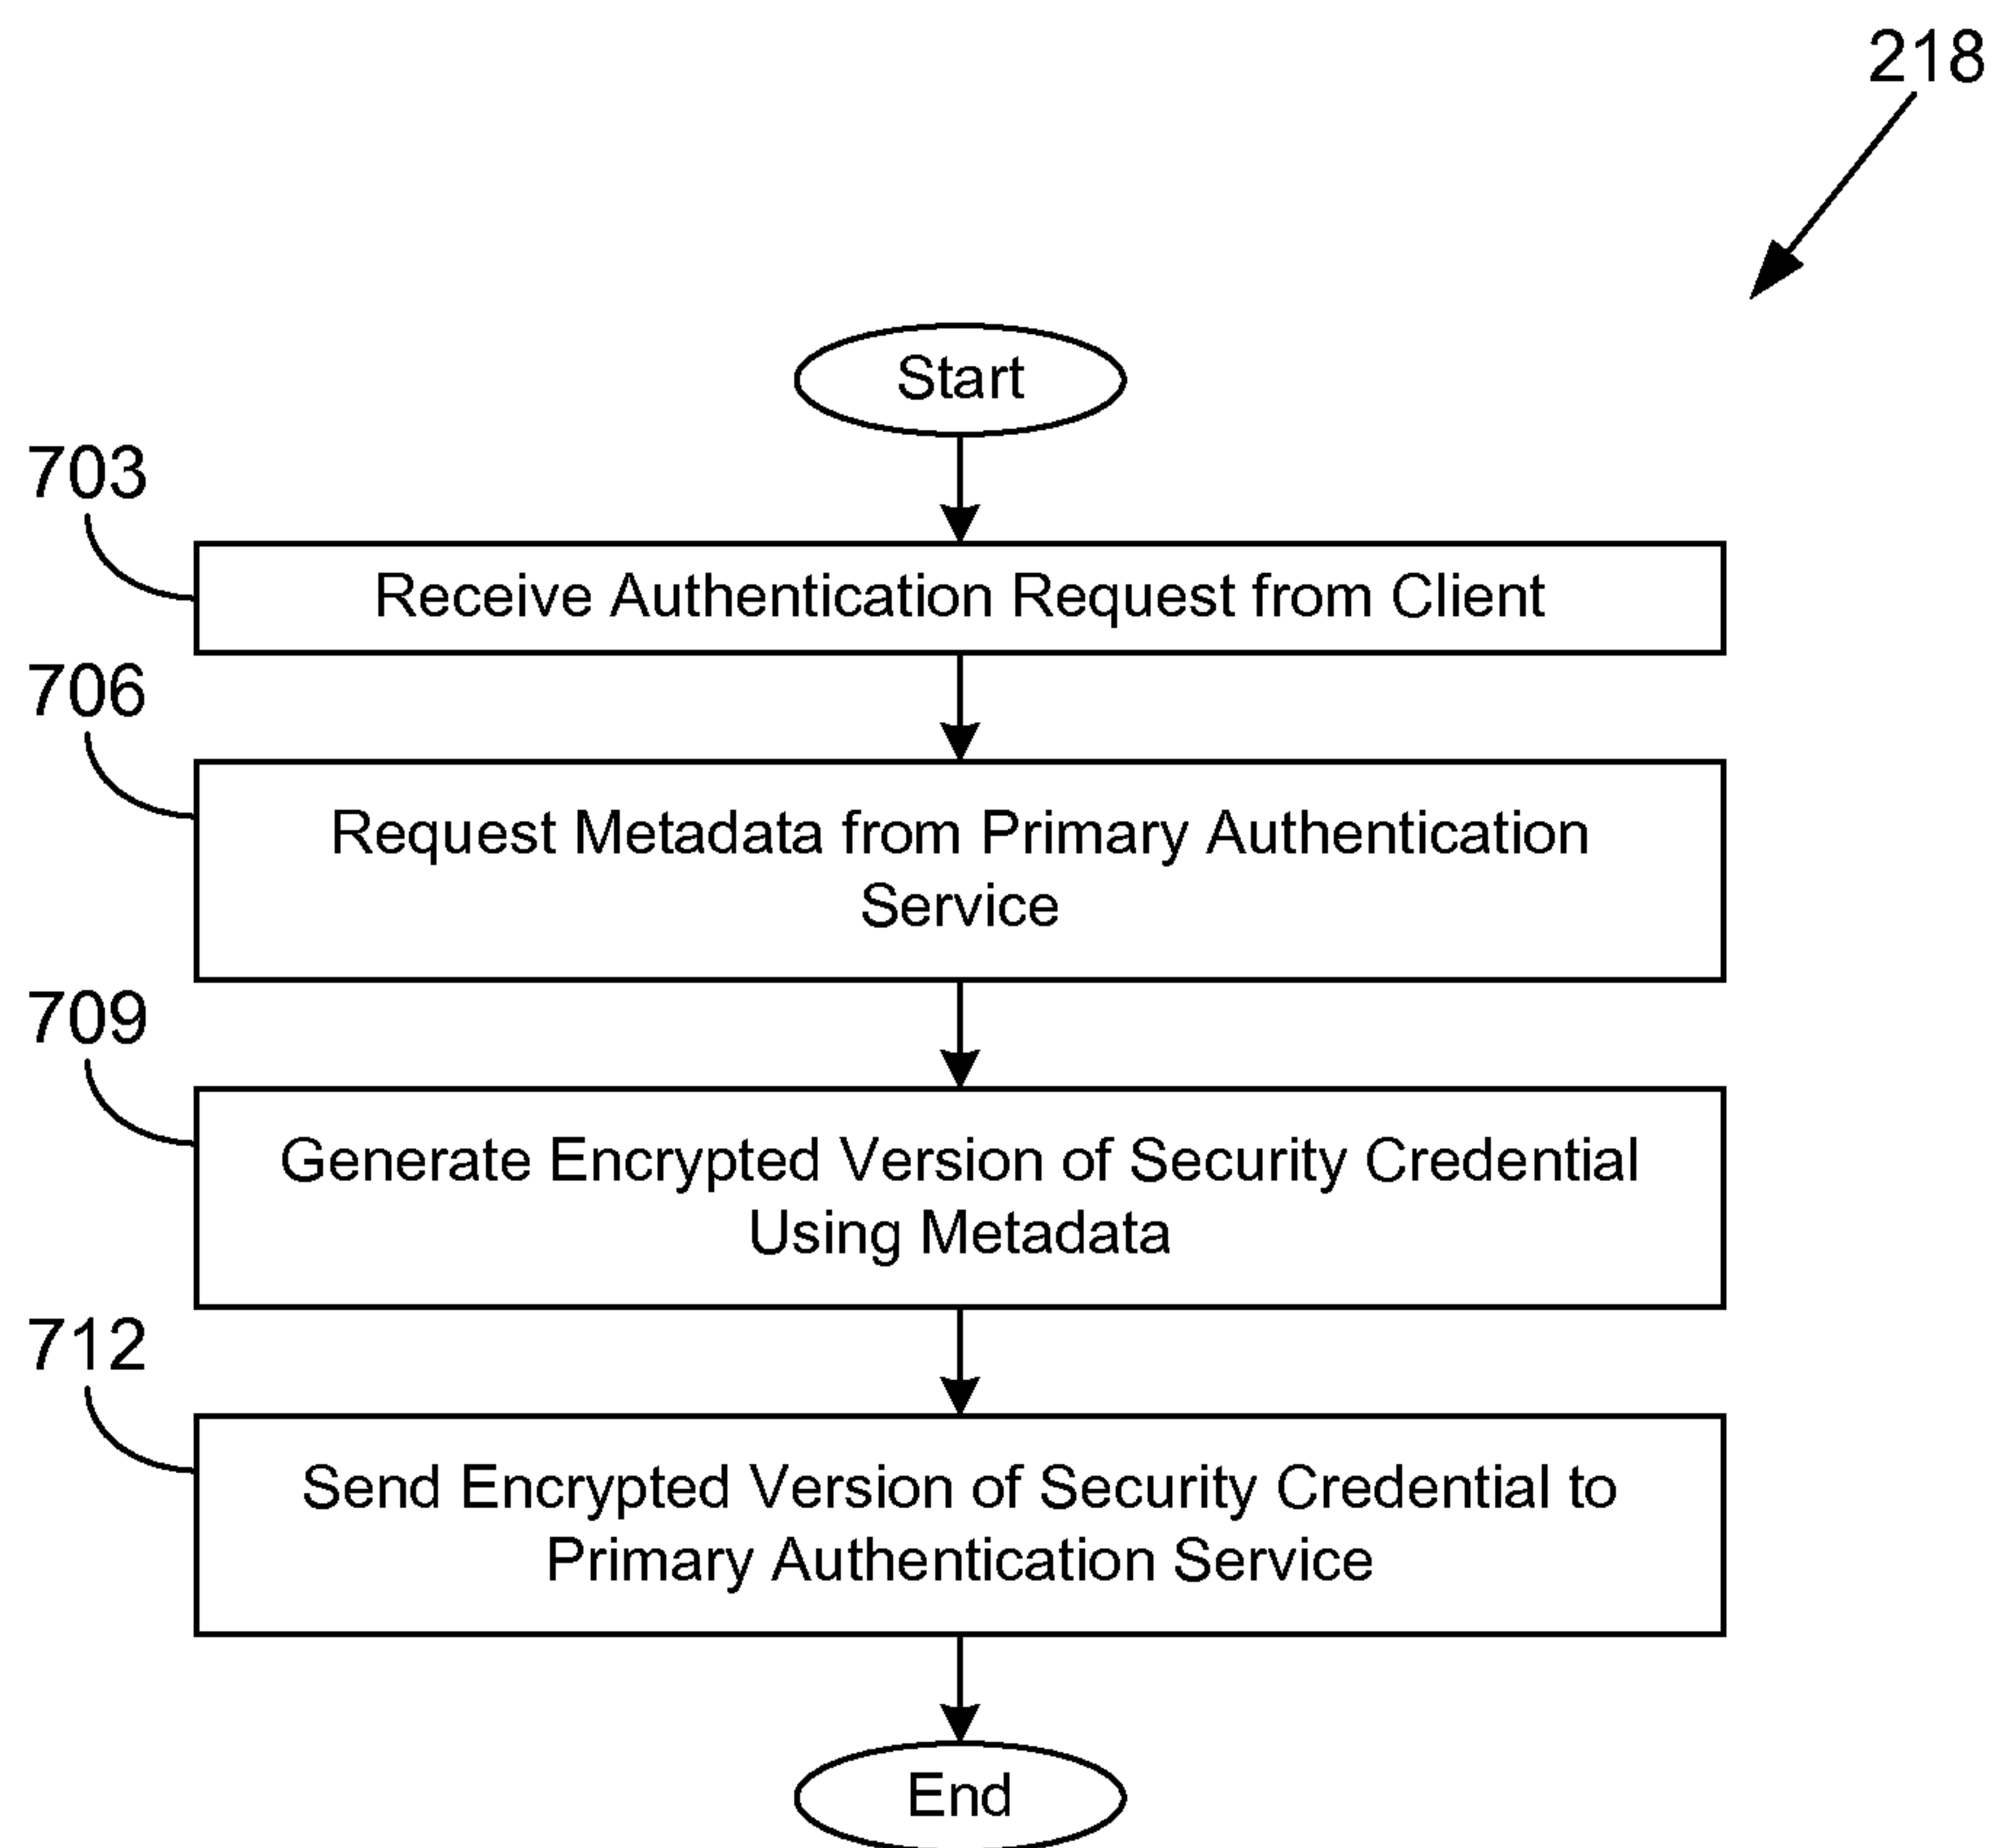 218
Start
703
Receive Authentication Request from Client
706
Request Metadata from Primary Authentication
Service
709
Generate Encrypted Version of Security Credential
Using Metadata
712
Send Encrypted Version of Security Credential to
Primary Authentication Service
End